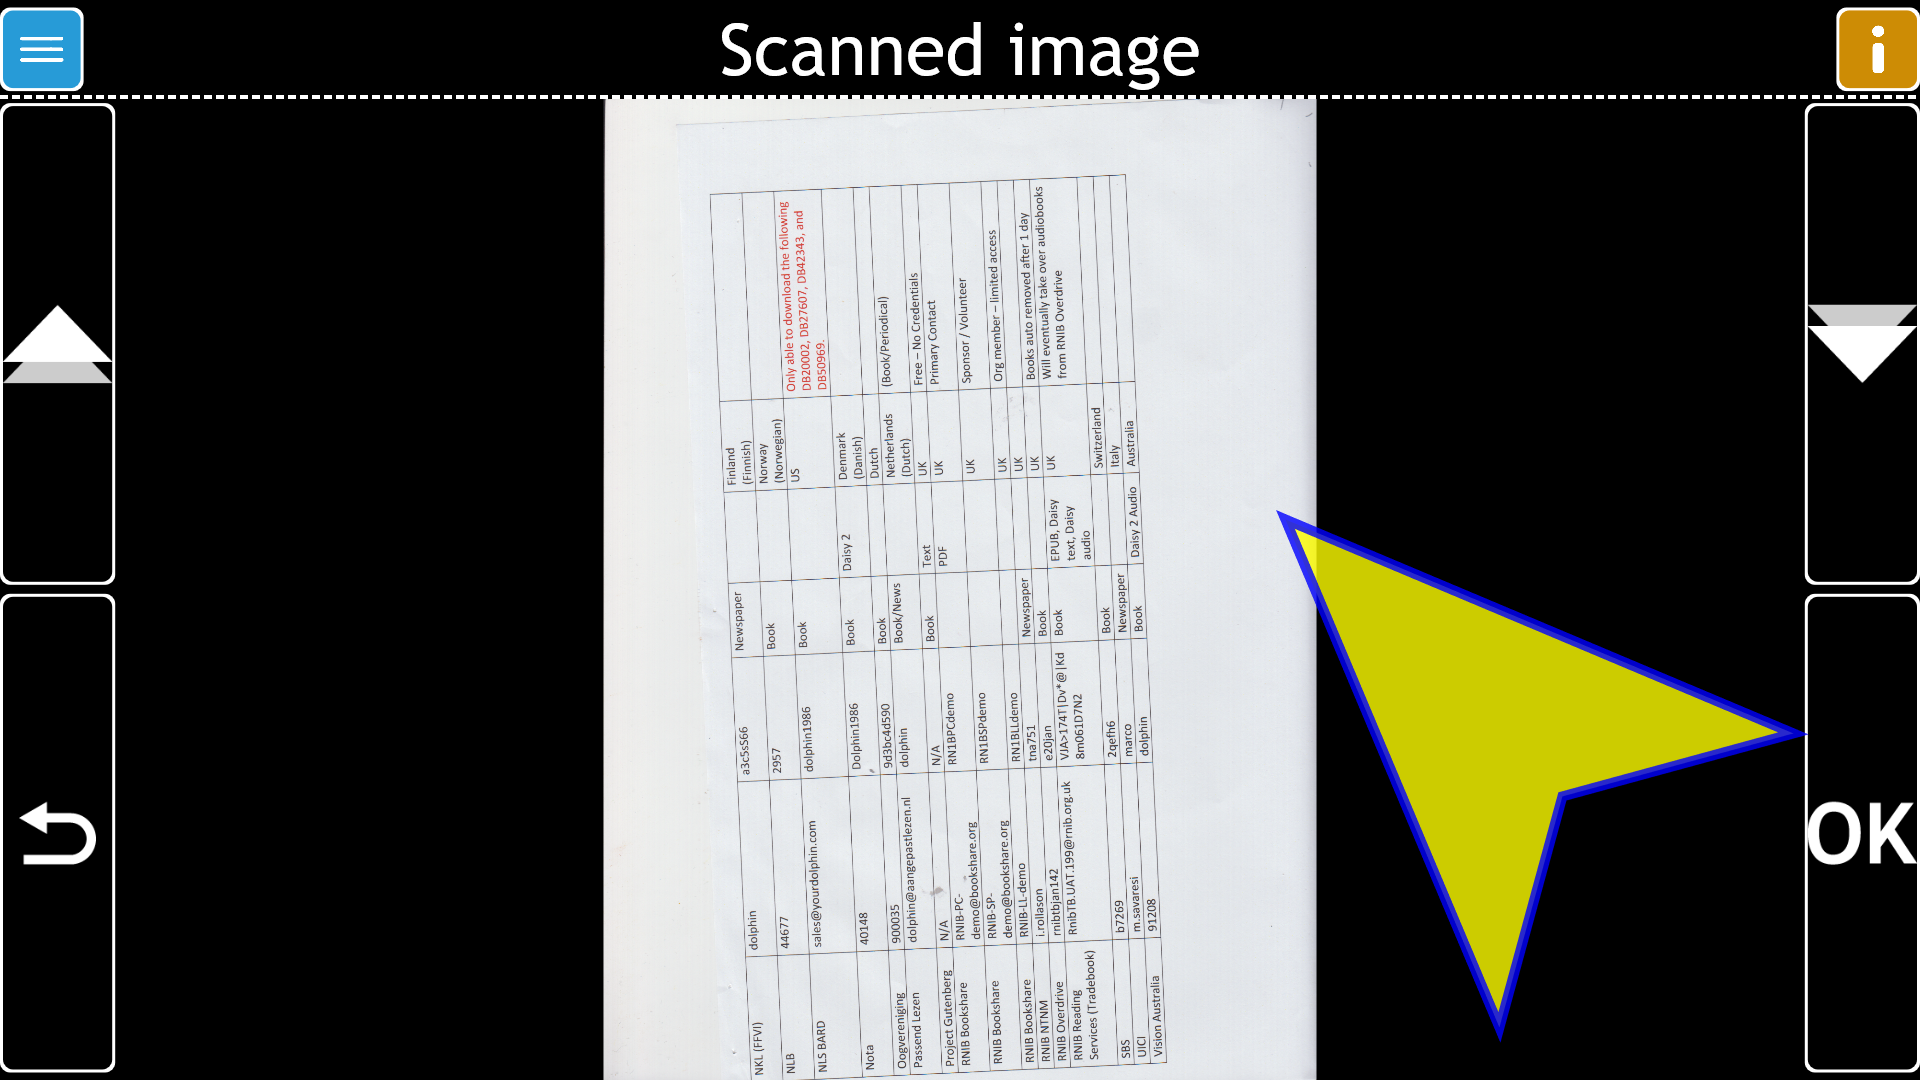 Scanned image
i
NKL (FFVI) dolphin a3c5s566 Newspaper Finland
(Finnish)
NLB 44677 2957 Book Norway
(Norwegian)
NLS BARD sales@yourdolphin.com dolphin1986 Book US Only able to download the following
DB20002, DB27607, DB42343, and
DB50969.
Nota 40148 Dolphin1986 Book Daisy 2 Denmark
(Danish)
Oogvereniging 900035 9d3bc4d590 Book Dutch
Passend Lezen dolphin@aangepastlezen.nl dolphin Book/News Netherlands (Book/Periodical)
(Dutch)
Project Gutenberg N/A N/A Book Text UK Free – No Credentials
RNIB Bookshare RNIB-PC- RN1BPCdemo PDF UK Primary Contact
demo@bookshare.org
RNIB Bookshare RNIB-SP- RN1BSPdemo UK Sponsor / Volunteer
demo@bookshare.org
RNIB Bookshare RNIB-LL-demo RN1BLLdemo UK Org member – limited access
RNIB NTNM i.rollason tna751 Newspaper UK
RNIB Overdrive rnibtbjan142 e20jan Book UK Books auto removed after 1 day
RNIB Reading RnibTB.UAT.199@rnib.org.uk VJA>174T|Dv*@|Kd Book EPUB, Daisy UK Will eventually take over audiobooks
Services (Tradebook) 8m061D7N2 text, Daisy from RNIB Overdrive
audio
SBS b7269 2qefh6 Book Switzerland
UICI m.savaresi marco Newspaper Italy
Vision Australia 91208 dolphin Book Daisy 2 Audio Australia
OK